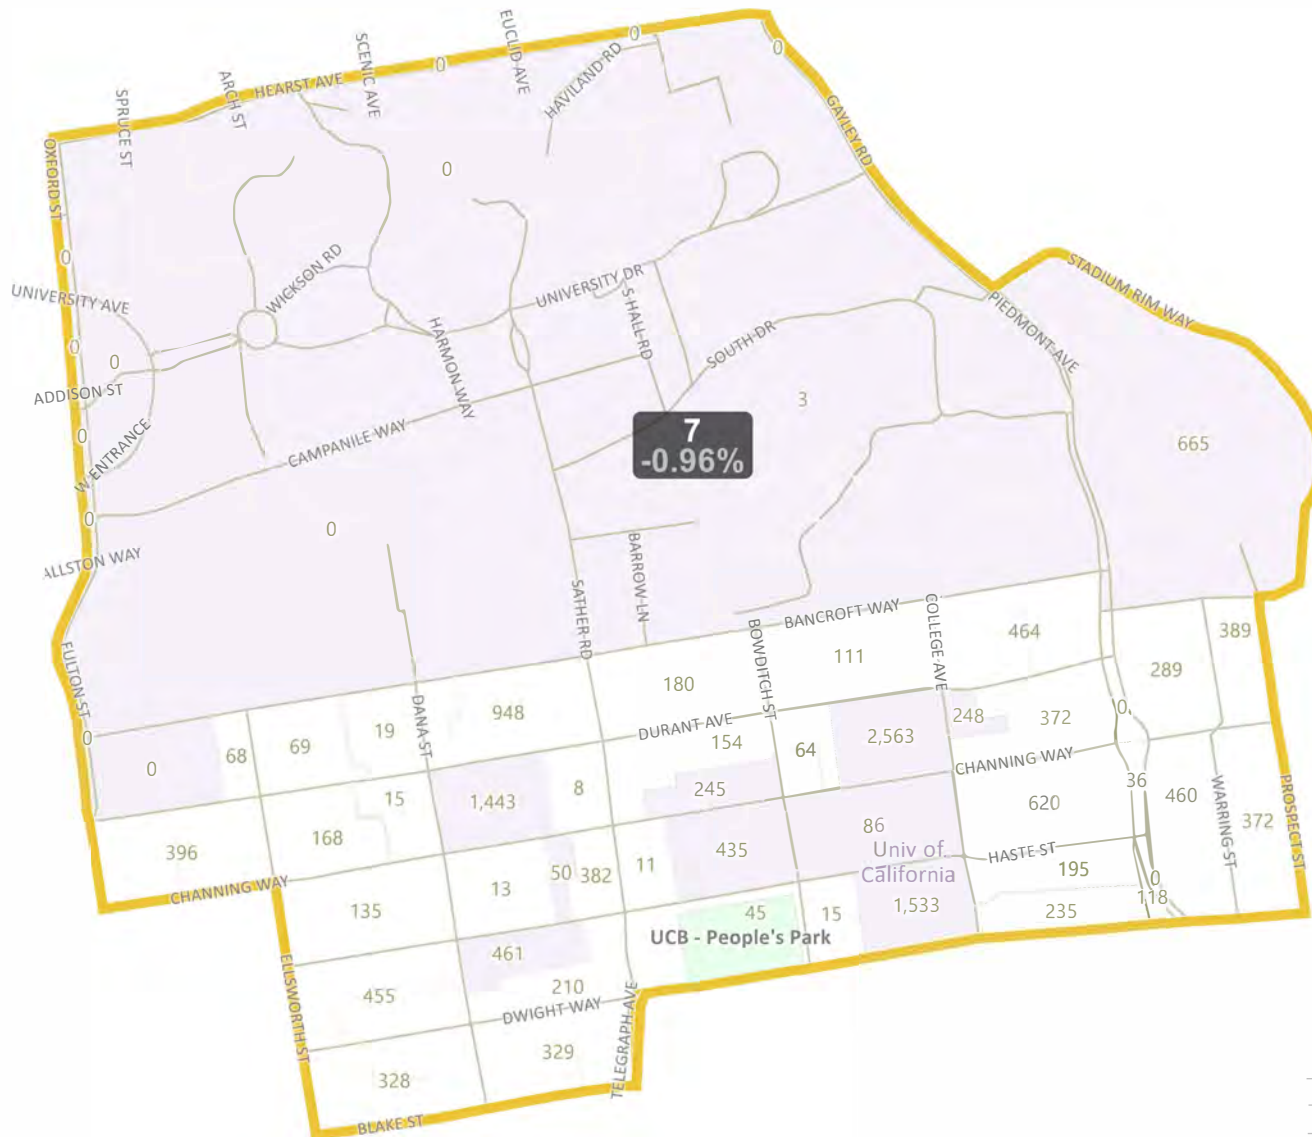 EUCLID AVE
SCENIC AVE
0
HAVILAND RD
0
0
HEARST AVE
ARCH ST
SPRUCE ST
GAYLEY RD
OXFORD ST
0
0
WICKSON RD
UNIVERSITY DR
STADIUM RIM WAY
UNIVERSITY AVE
S HALL RD
PIEDMONT AVE
HARMON WAY
SOUTH DR
0
0
ADDISON ST
3
0
W ENTRANCE
CAMPANILE WAY
7
-0.96%
665
0
0
ALLSTON WAY
BARROW LN
SATHER RD
BANCROFT WAY
COLLEGE AVE
BOWDITCH ST
464
389
FULTON ST
111
289
180
DANA ST
948
19
DURANT AVE
154
248
372
0
0
68
69
64
2,563
0
CHANNING WAY
15
1,443
8
245
36
460
WARRING ST
PROSPECT ST
620
372
396
168
435
86
Univ of
California
HASTE ST
13
50
382
11
195
0
118
CHANNING WAY
135
45
15
1,533
235
UCB - People's Park
461
455
210
DWIGHT WAY
ELLSWORTH ST
TELEGRAPH AVE
328
329
BLAKE ST